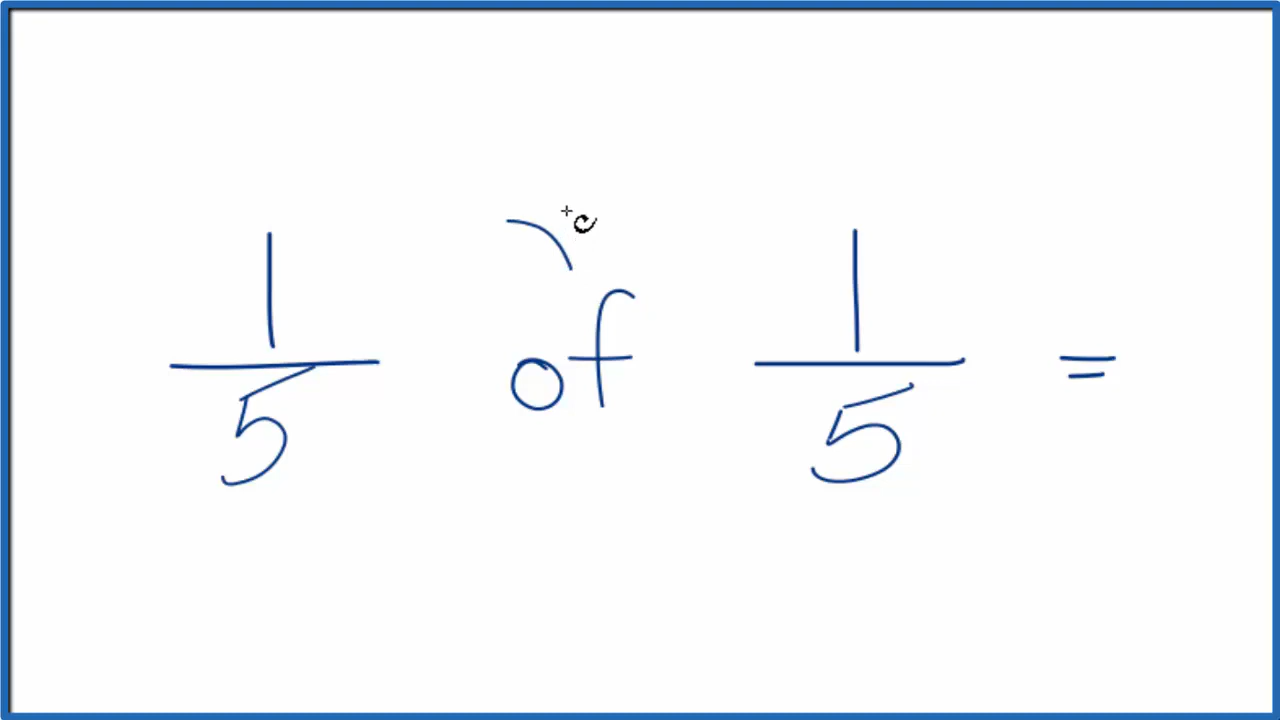 1/5 of 1/5 =